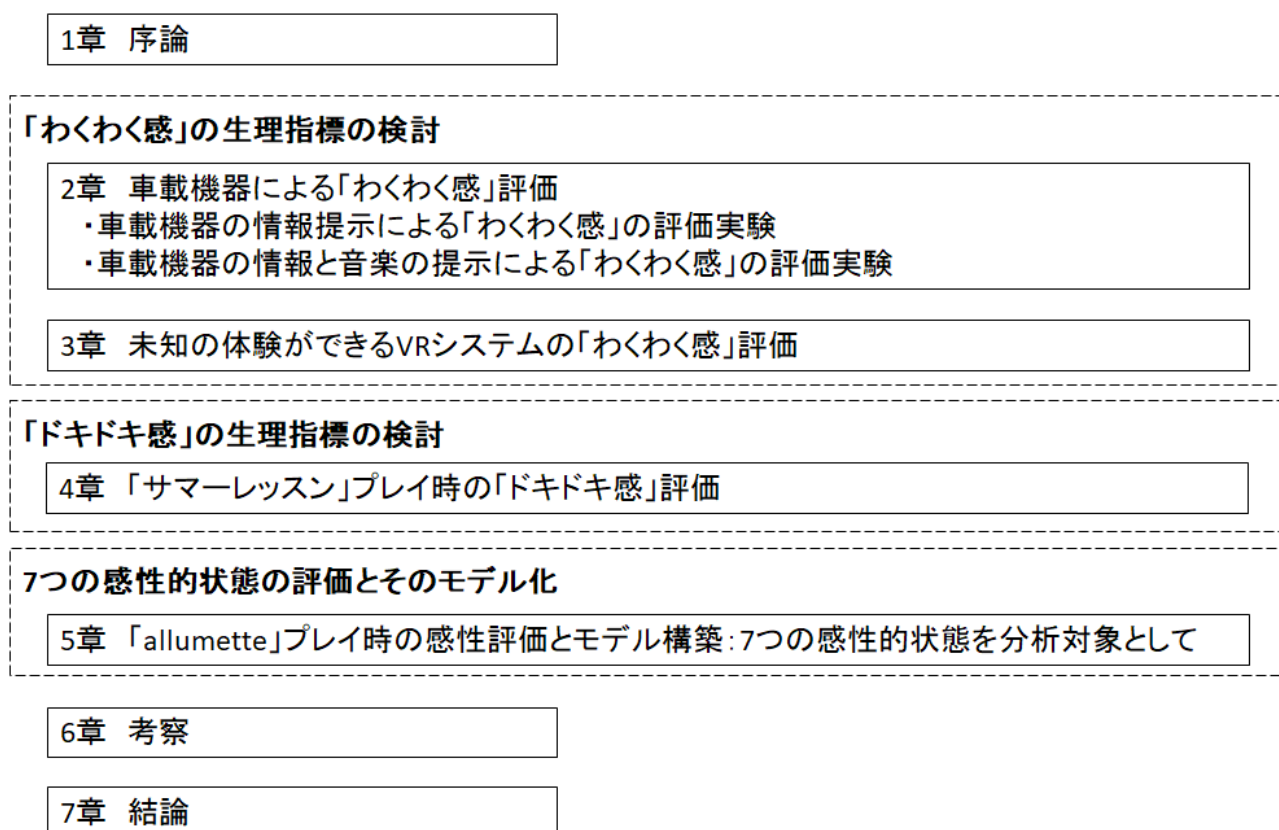 1章　序論
「わくわく感」の生理指標の検討
2章　車載機器による「わくわく感」評価
・車載機器の情報提示による「わくわく感」の評価実験
・車載機器の情報と音楽の提示による「わくわく感」の評価実験
3章　未知の体験ができるVRシステムの「わくわく感」評価
「ドキドキ感」の生理指標の検討
4章　「サマーレッスン」プレイ時の「ドキドキ感」評価
7つの感性的状態の評価とそのモデル化
5章　「allumette」プレイ時の感性評価とモデル構築：7つの感性的状態を分析対象として
6章　考察
7章　結論